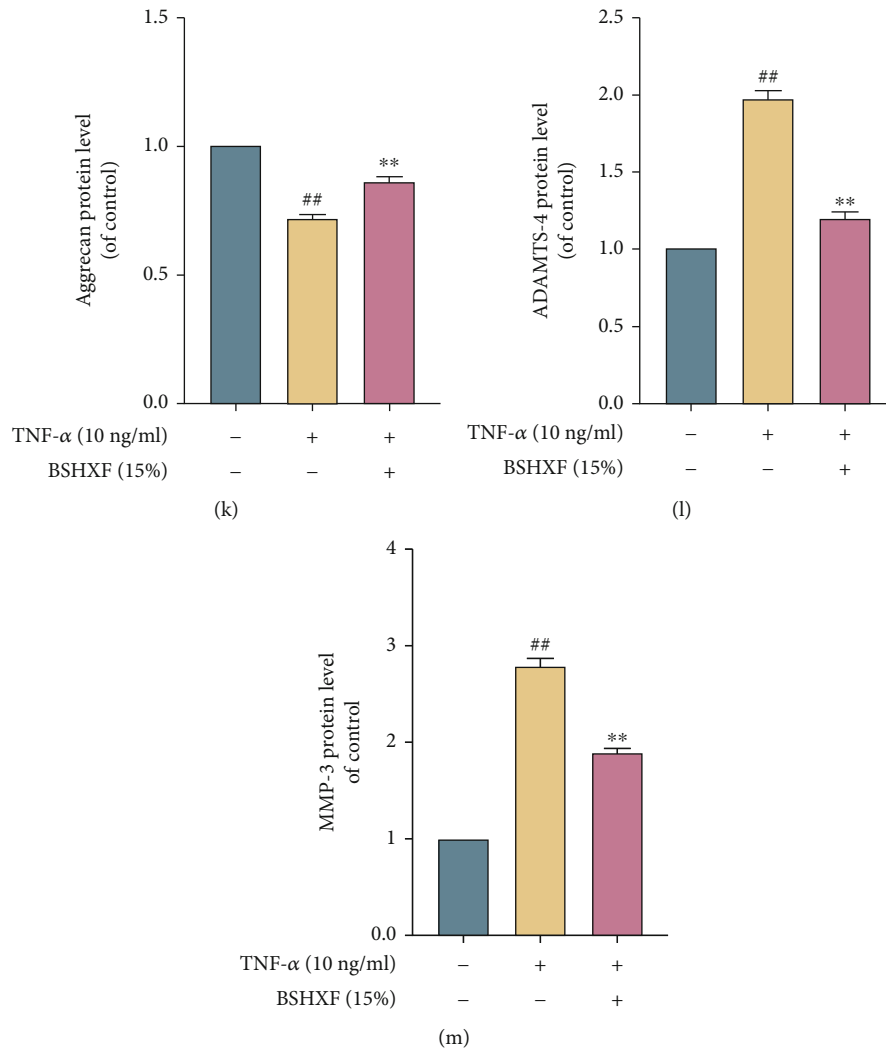 1.5
1.0
0.5
0.0
Aggrecan protein level
(of control)
##
**
TNF-α (10 ng/ml) – + +
BSHXF (15%) – – +
(k)
2.5
2.0
1.5
1.0
0.5
0.0
ADAMTS-4 protein level
(of control)
##
**
TNF-α (10 ng/ml) – + +
BSHXF (15%) – – +
(l)
4
3
2
1
0.0
MMP-3 protein level
of control
##
**
TNF-α (10 ng/ml) – + +
BSHXF (15%) – – +
(m)